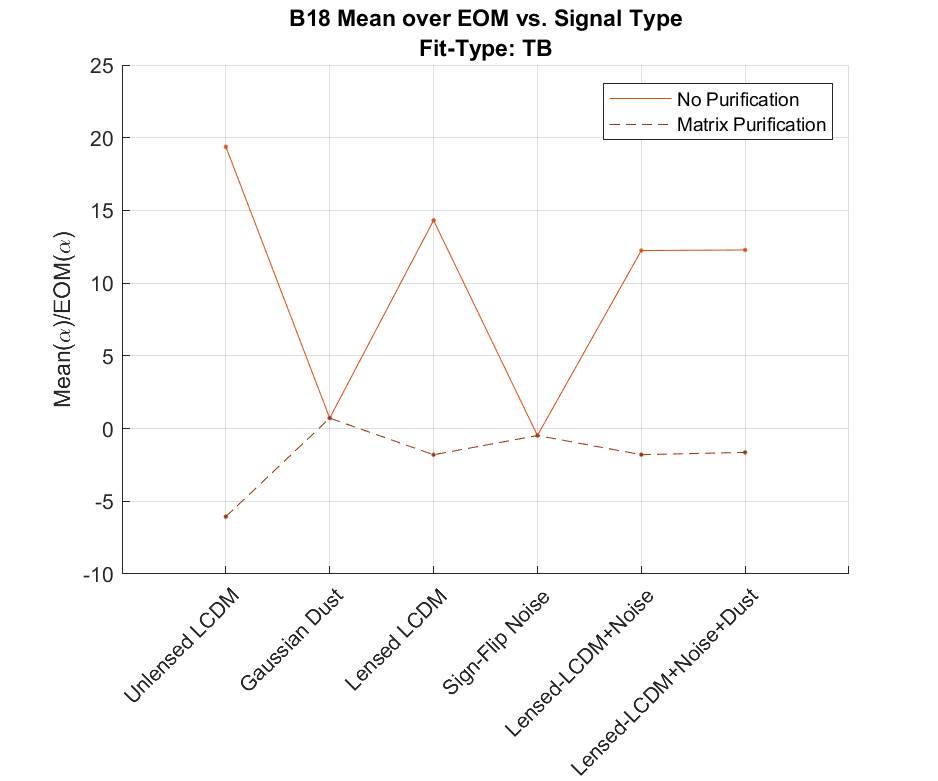 B18 Mean over EOM vs. Signal Type
Fit-Type: TB
No Purification
Matrix Purification
Mean(α)/EOM(α)
25
20
15
10
5
0
-5
-10
Unlensed LCDM
Gaussian Dust
Lensed LCDM
Sign-Flip Noise
Lensed-LCDM+Noise
Lensed-LCDM+Noise+Dust